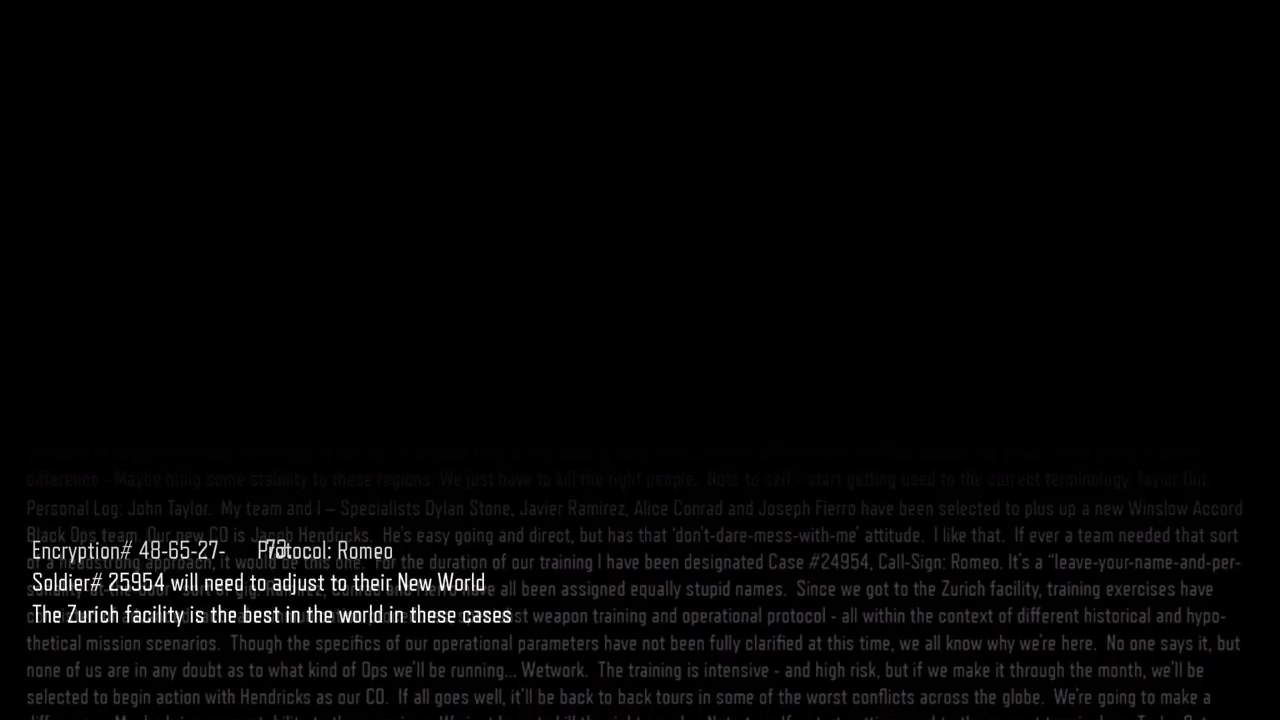 difference - Maybe bring some stability to these regions. We just have to kill the right people. Note to self - start getting used to the correct terminology. Taylor Out.
Personal Log: John Taylor. My team and I – Specialists Dylan Stone, Javier Ramirez, Alice Conrad and Joseph Fierro have been selected to plus up a new Winslow Accord
Black Ops team. Our new CO is Jacob Hendricks. He's easy going and direct, but has that 'don't-dare-mess-with-me' attitude. I like that. If ever a team needed that sort
Encryption# 48-65-27- 73 Protocol: Romeo
approach, it would be this one. For the duration of our training I have been designated Case #24954, Call-Sign: Romeo. It's a "leave-your-name-and-per-
Soldier# 25954 will need to adjust to their New World
all been assigned equally stupid names. Since we got to the Zurich facility, training exercises have
The Zurich facility is the best in the world in these cases
weapon training and operational protocol - all within the context of different historical and hypo-
thetical mission scenarios. Though the specifics of our operational parameters have not been fully clarified at this time, we all know why we're here. No one says it, but
none of us are in any doubt as to what kind of Ops we'll be running... Wetwork. The training is intensive - and high risk, but if we make it through the month, we'll be
selected to begin action with Hendricks as our CO. If all goes well, it'll be back to back tours in some of the worst conflicts across the globe. We're going to make a